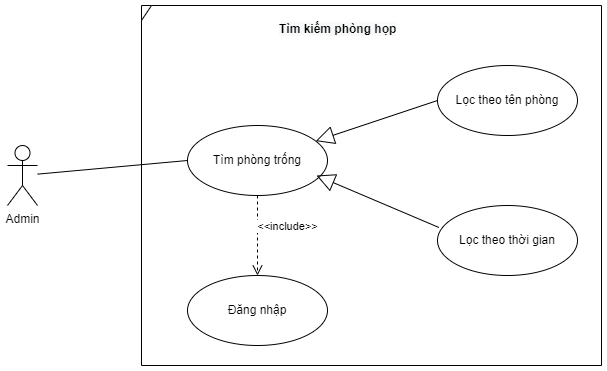 Tìm kiếm phòng họp
Lọc theo tên phòng
Tìm phòng trống
Admin
<<include>>
Lọc theo thời gian
Đăng nhập